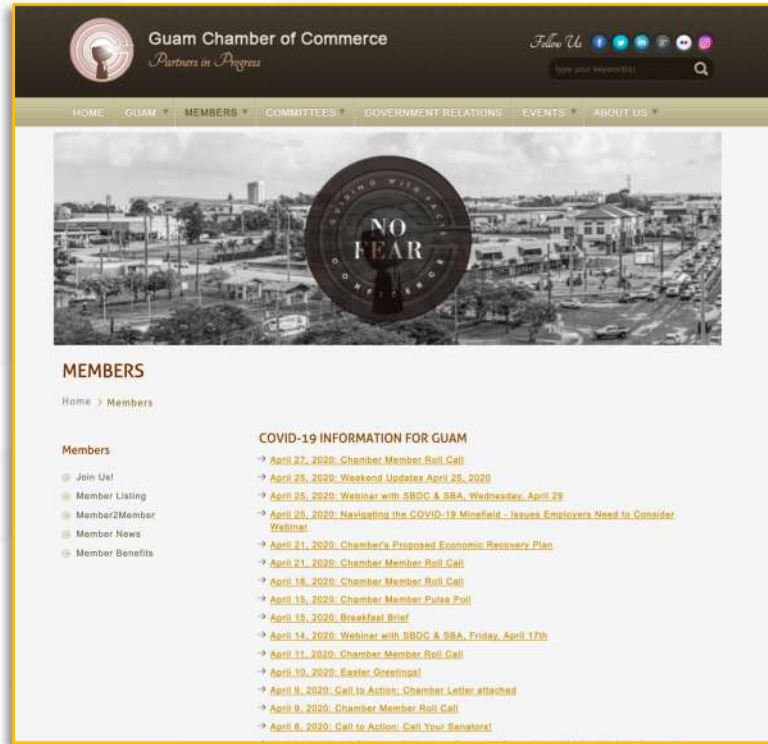 Guam Chamber of Commerce
Partners in Progress
Follow Us
type your keyword(s)
HOME GUAM MEMBERS COMMITTEES GOVERNMENT RELATIONS EVENTS ABOUT US
GUIDING WITH FACT
NO
FEAR
CONFIDENCE
MEMBERS
Home > Members
Members
Join Us!
Member Listing
Member2Member
Member News
Member Benefits
COVID-19 INFORMATION FOR GUAM
April 27, 2020: Chamber Member Roll Call
April 25, 2020: Weekend Updates April 25, 2020
April 25, 2020: Webinar with SBDC & SBA, Wednesday, April 29
April 25, 2020: Navigating the COVID-19 Minefield - Issues Employers Need to Consider
Webinar
April 21, 2020: Chamber's Proposed Economic Recovery Plan
April 21, 2020: Chamber Member Roll Call
April 18, 2020: Chamber Member Roll Call
April 15, 2020: Chamber Member Pulse Poll
April 15, 2020: Breakfast Brief
April 14, 2020: Webinar with SBDC & SBA, Friday, April 17th
April 11, 2020: Chamber Member Roll Call
April 10, 2020: Easter Greetings!
April 9, 2020: Call to Action: Chamber Letter attached
April 9, 2020: Chamber Member Roll Call
April 8, 2020: Call to Action: Call Your Senators!